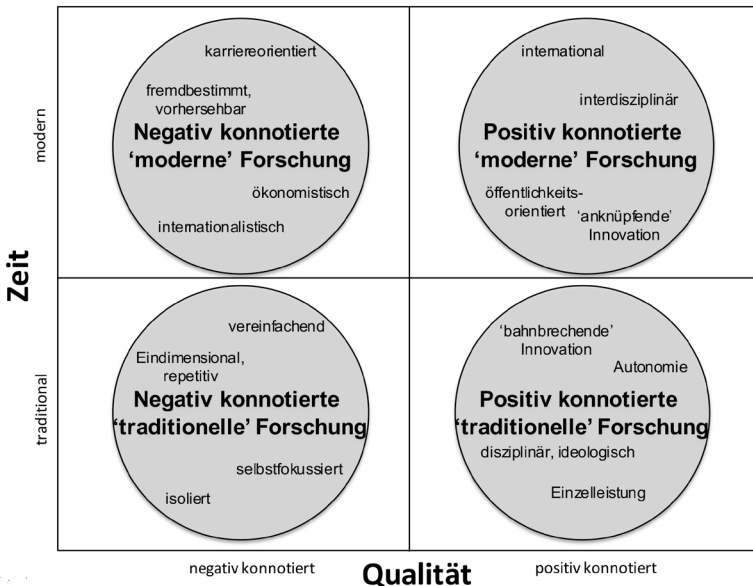 karriereorientiert
fremdbestimmt,
vorhersehbar
Negativ konnotierte
‘moderne’ Forschung
ökonomistisch
internationalistisch
international
interdisziplinär
Positiv konnotierte
‘moderne’ Forschung
öffentlichkeits-
orientiert
‘anknüpfende’
Innovation
modern
Zeit
traditional
vereinfachend
Eindimensional,
repetitiv
Negativ konnotierte
‘traditionelle’ Forschung
selbstfokussiert
isoliert
‘bahnbrechende’
Innovation
Autonomie
Positiv konnotierte
‘traditionelle’ Forschung
disziplinär, ideologisch
Einzelleistung
negativ konnotiert
Qualität
positiv konnotiert